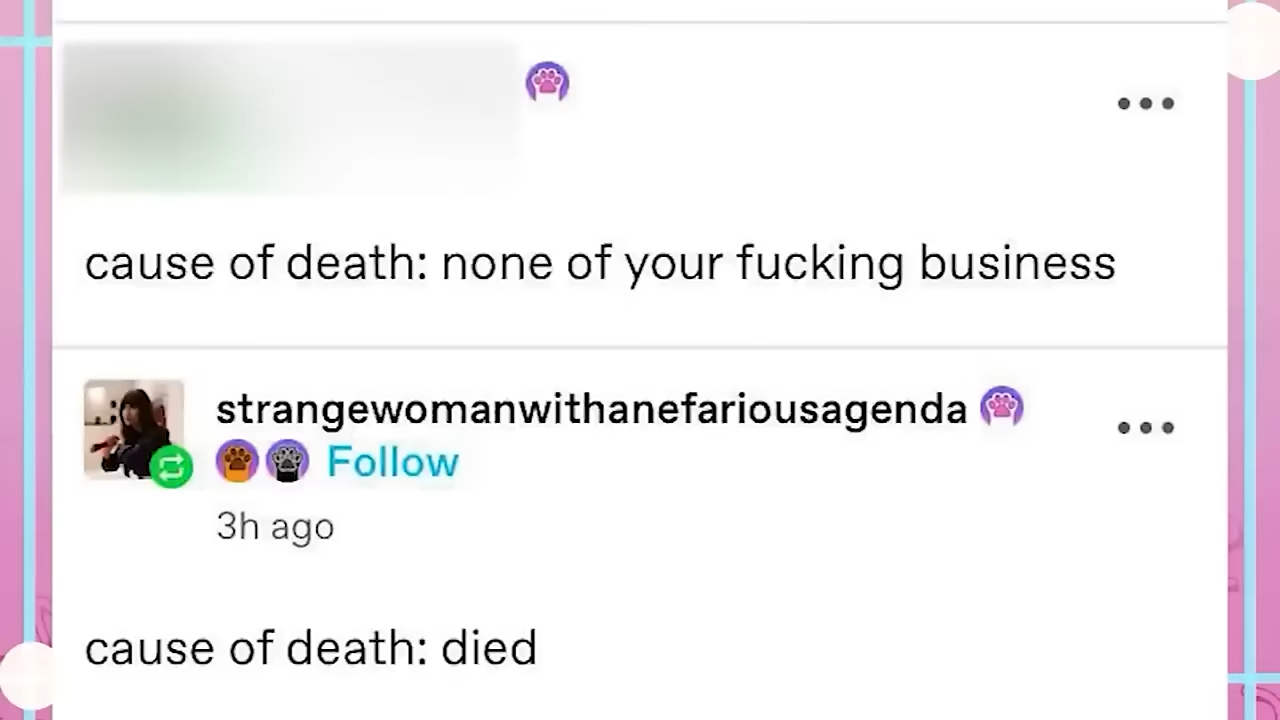 cause of death: none of your fucking business
strangewomanwithanefariousagenda
Follow
3h ago
cause of death: died